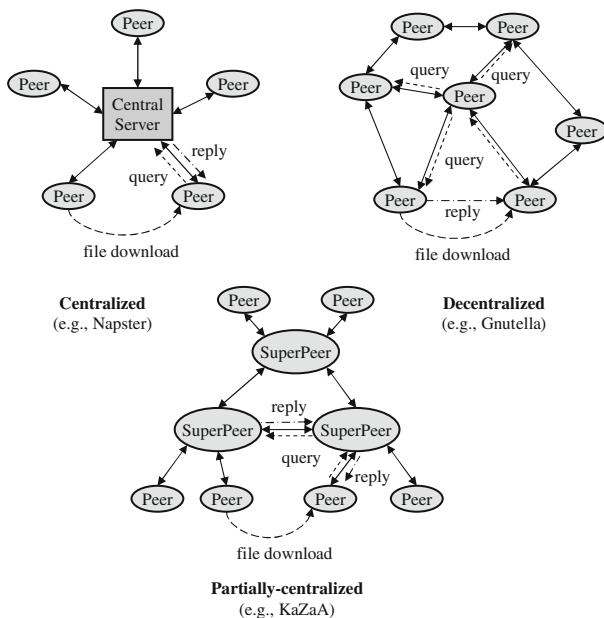 Peer
Peer
Peer
Central
Server
reply
query
Peer
Peer
file download
Centralized
(e.g., Napster)
Peer
Peer
Peer
query
query
Peer
Peer
query
Peer
reply
Peer
file download
Decentralized
(e.g., Gnutella)
Peer
Peer
SuperPeer
reply
SuperPeer
SuperPeer
query
reply
Peer
Peer
Peer
Peer
file download
Partially-centralized
(e.g., KaZaA)